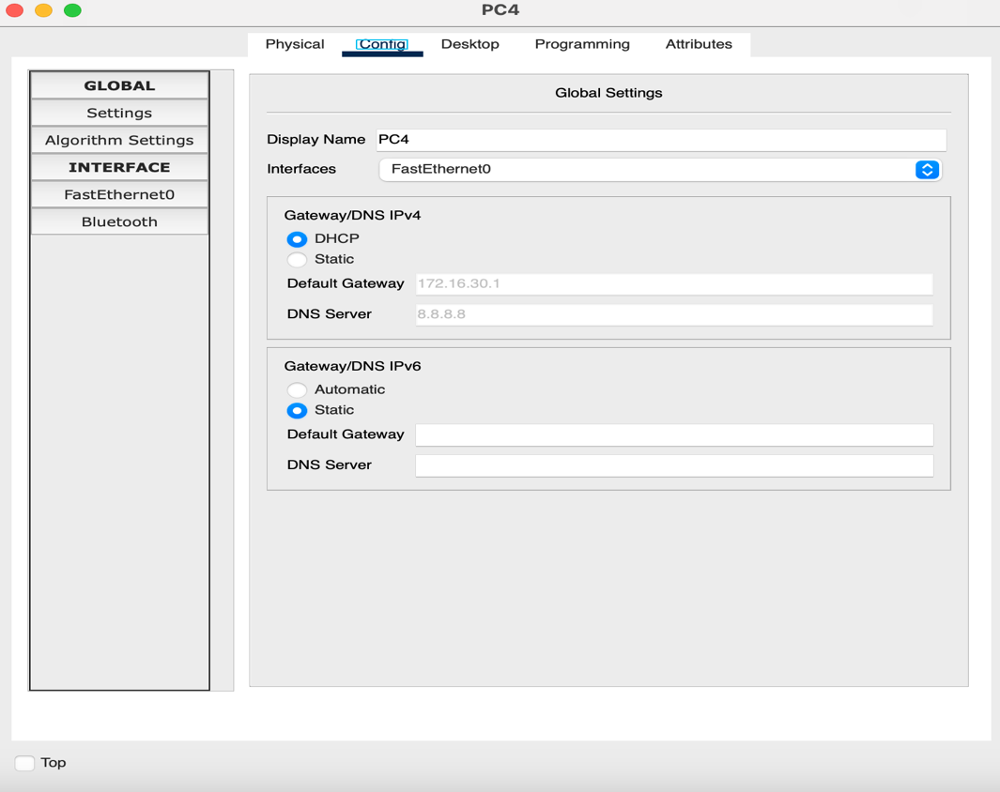 PC4
Physical Config Desktop Programming Attributes
GLOBAL
Settings
Algorithm Settings
INTERFACE
FastEthernet0
Bluetooth
Global Settings
Display Name PC4
Interfaces FastEthernet0
Gateway/DNS IPv4
DHCP
Static
Default Gateway 172.16.30.1
DNS Server 8.8.8.8
Gateway/DNS IPv6
Automatic
Static
Default Gateway
DNS Server
Top